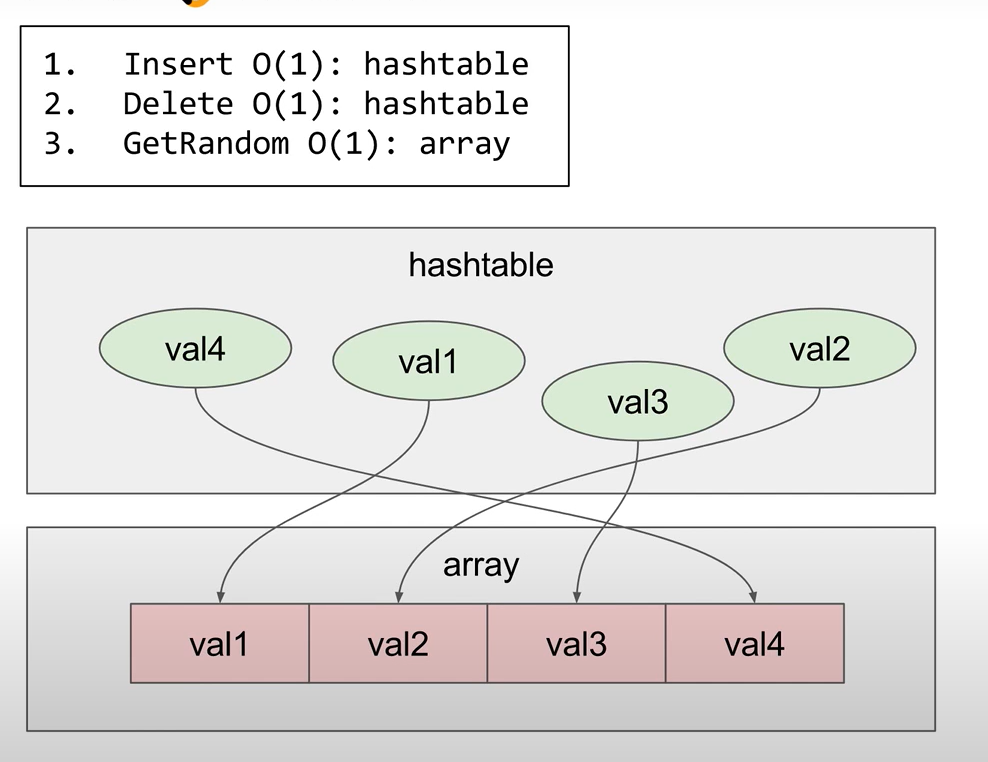 1. Insert O(1): hashtable
2. Delete O(1): hashtable
3. GetRandom O(1): array
hashtable
val4
val1
val3
val2
array
val1
val2
val3
val4